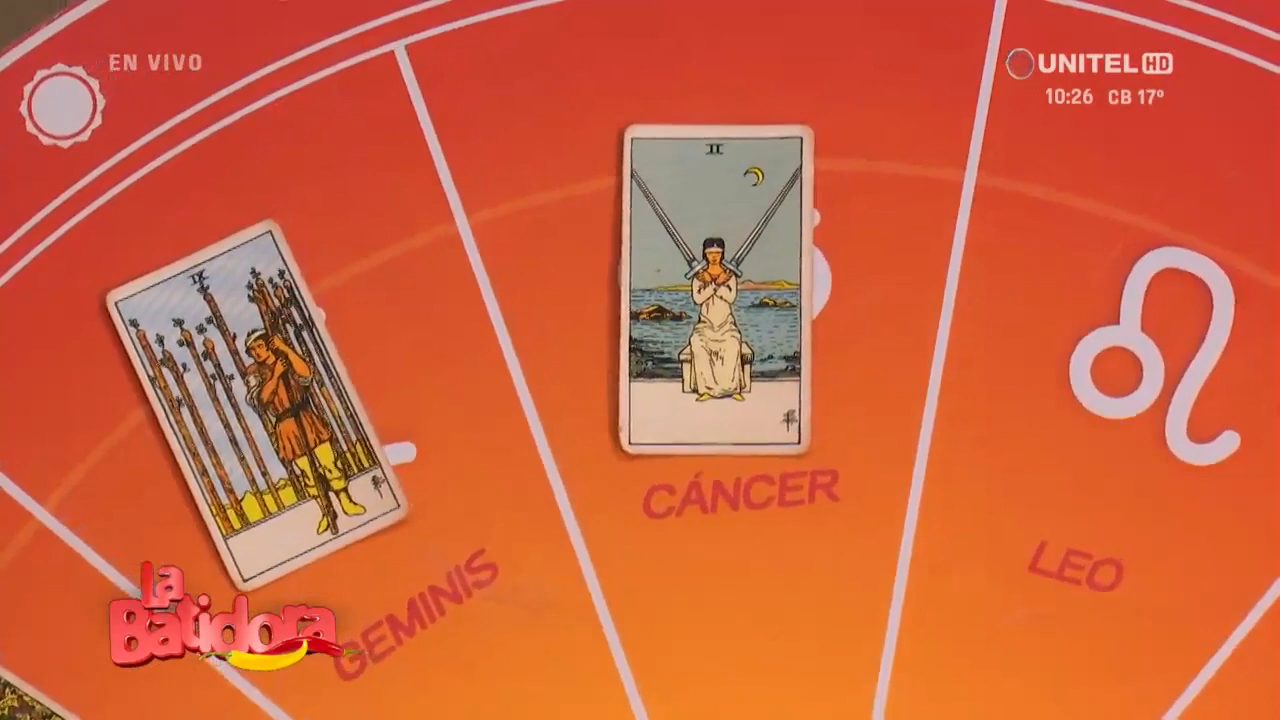 EN VIVO
UNITEL HD
10:26 CB 17°
II
IX
CÁNCER
LEO
GEMINIS
La
Batidora